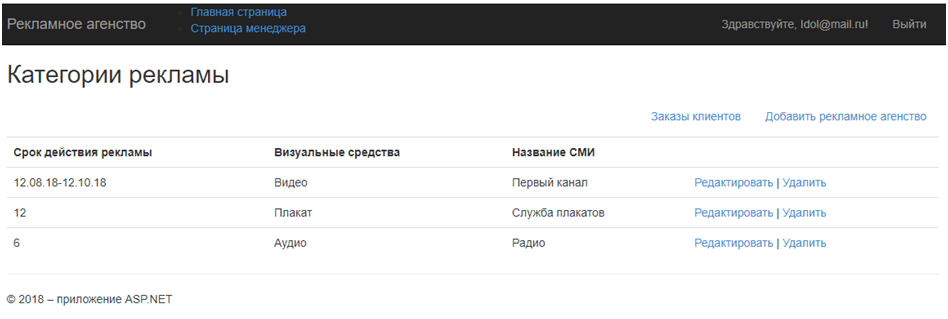 Рекламное агенство
Главная страница
Страница менеджера
Здравствуйте, Idol@mail.ru!
Выйти
Категории рекламы
Заказы клиентов
Добавить рекламное агенство
Срок действия рекламы Визуальные средства Название СМИ
12.08.18-12.10.18 Видео Первый канал Редактировать | Удалить
12 Плакат Служба плакатов Редактировать | Удалить
6 Аудио Радио Редактировать | Удалить
© 2018 – приложение ASP.NET